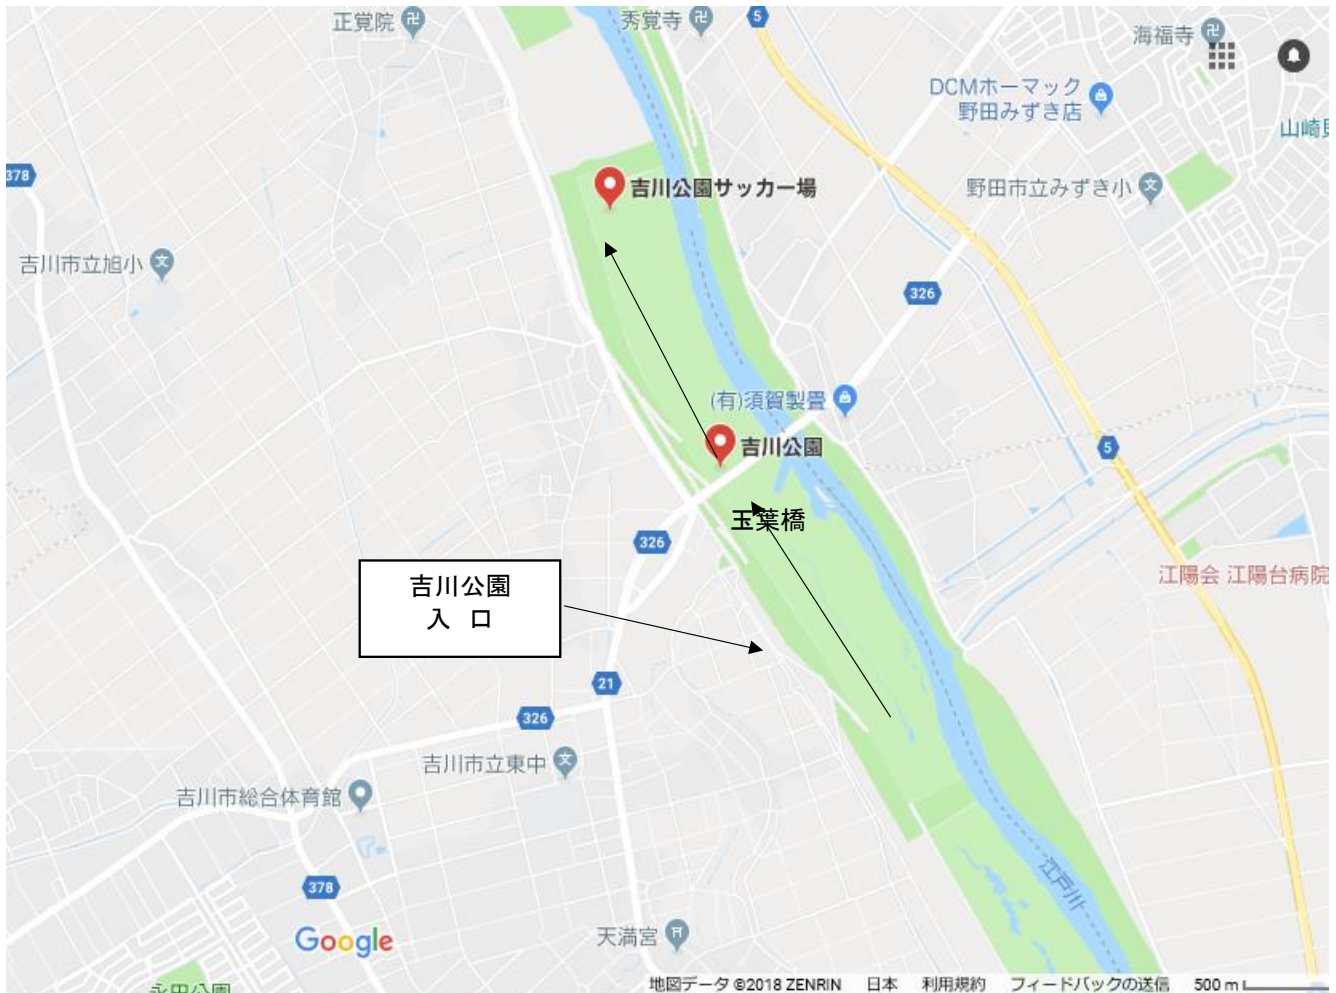 正覚院
秀覚寺
5
海福寺
DCMホーマック
野田みずき店
378
吉川公園サッカー場
野田市立みずき小
吉川市立旭小
326
(有)須賀製畳
吉川公園
5
玉葉橋
326
吉川公園
入 口
江陽会 江陽台病院
21
326
吉川市立東中
吉川市総合体育館
江戸川
378
天満宮
Google
永田公園
地図データ ©2018 ZENRIN 日本 利用規約 フィードバックの送信 500 m